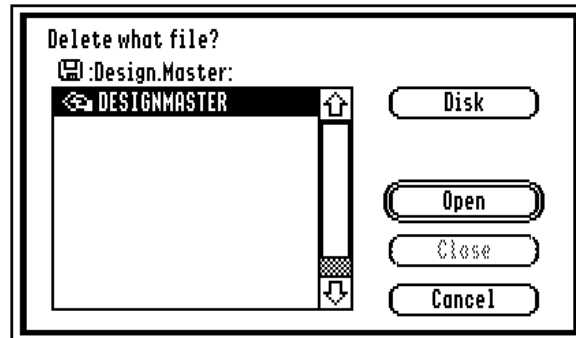 Delete what file?
:Design.Master:
DESIGNMASTER
Disk
Open
Close
Cancel